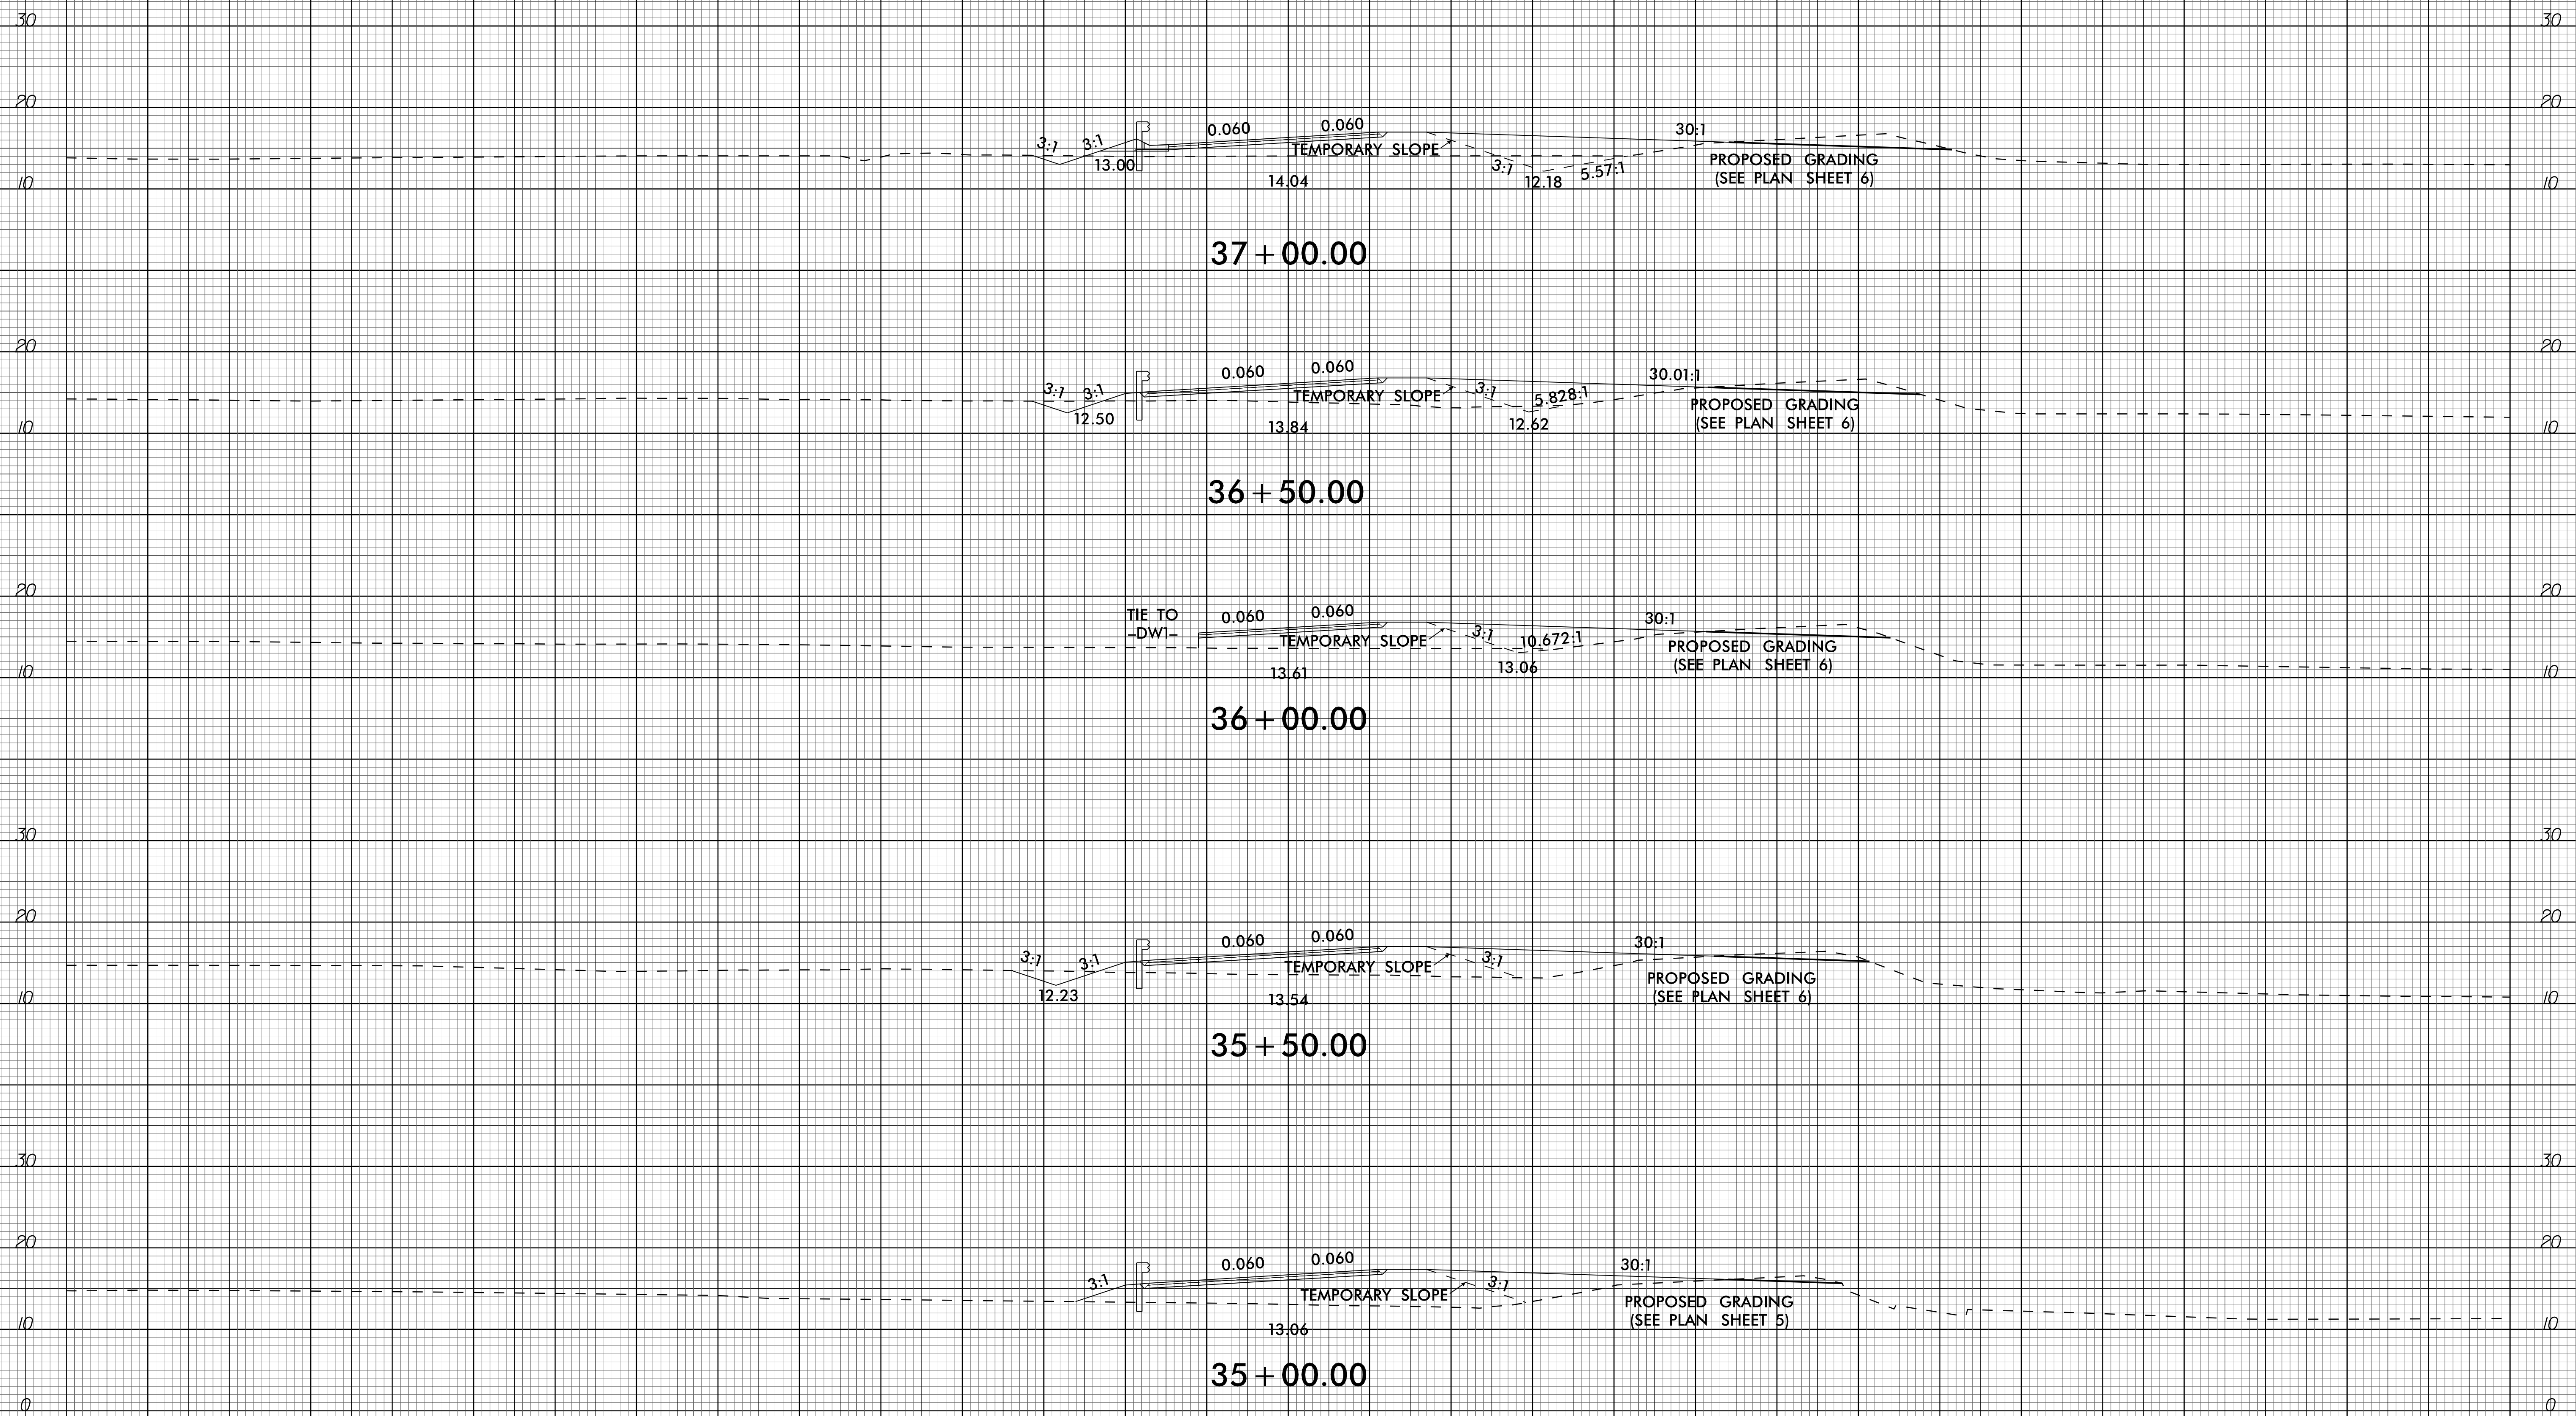 30 30
20 20
0.060 0.060 30:1
3:1 3:1 TEMPORARY SLOPE
13.00 3:1 5.57:1 PROPOSED GRADING
10 14.04 12.18 (SEE PLAN SHEET 6) 10
37+00.00
20 20
0.060 0.060 30.01:1
3:1 3:1 TEMPORARY SLOPE 3:1 5.828:1 PROPOSED GRADING
10 12.50 13.84 12.62 (SEE PLAN SHEET 6) 10
36+50.00
20 20
TIE TO 0.060 0.060 30:1
-DW1- TEMPORARY SLOPE 3:1 10.672:1 PROPOSED GRADING
10 13.61 13.06 (SEE PLAN SHEET 6) 10
36+00.00
30 30
20 20
0.060 0.060 30:1
3:1 3:1 TEMPORARY SLOPE 3:1 PROPOSED GRADING
10 12.23 13.54 (SEE PLAN SHEET 6) 10
35+50.00
30 30
20 20
0.060 0.060 30:1
3:1 TEMPORARY SLOPE 3:1 PROPOSED GRADING
10 13.06 (SEE PLAN SHEET 5) 10
35+00.00
0 0